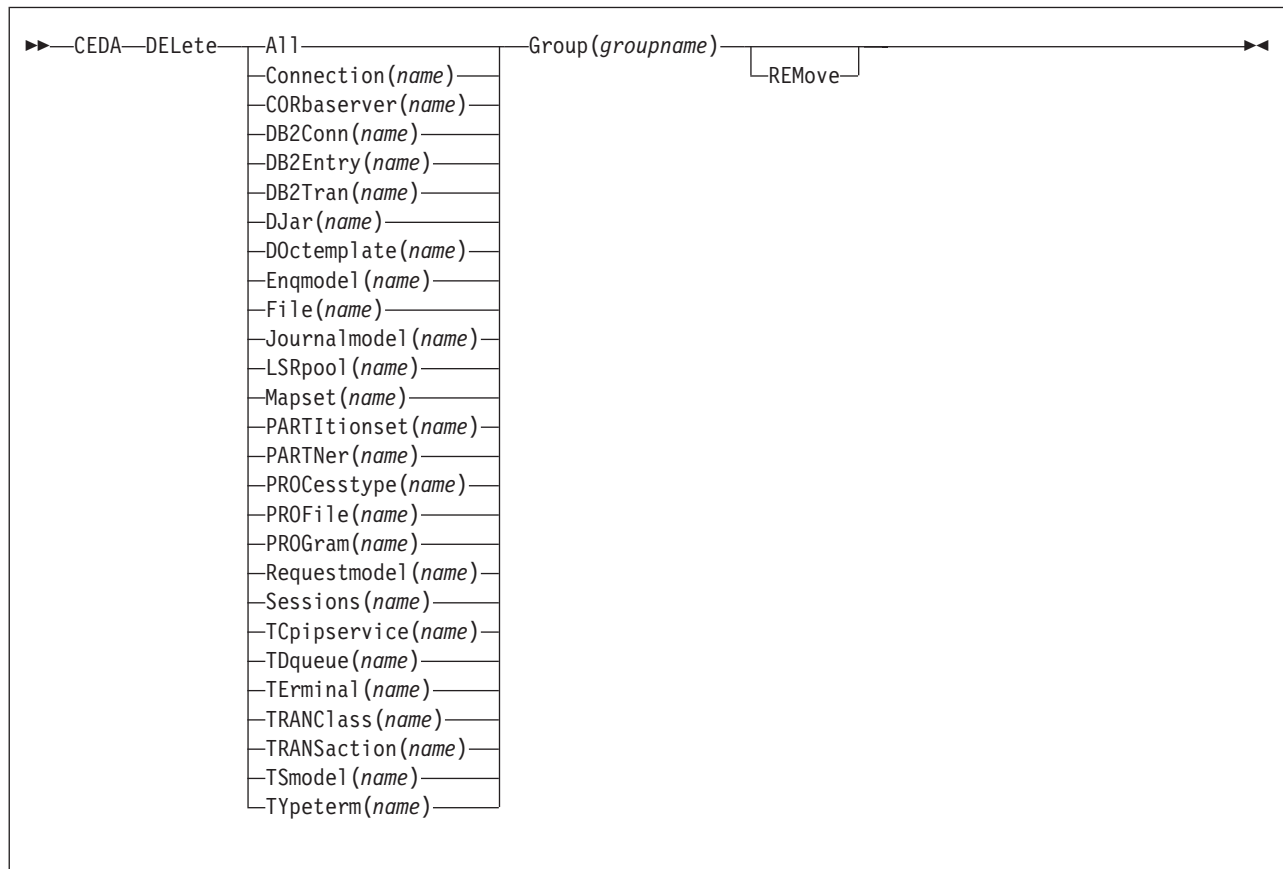 CEDA DELete All Group(groupname)
Connection(name) REMove
CORbaserver(name)
DB2Conn(name)
DB2Entry(name)
DB2Tran(name)
DJar(name)
DOctemplate(name)
Enqmodel(name)
File(name)
Journalmodel(name)
LSRpool(name)
Mapset(name)
PARTItionset(name)
PARTNer(name)
PROCesstype(name)
PROFile(name)
PROGram(name)
Requestmodel(name)
Sessions(name)
TCpipservice(name)
TDqueue(name)
TErminal(name)
TRANClass(name)
TRANSaction(name)
TSmodel(name)
TYpeterm(name)